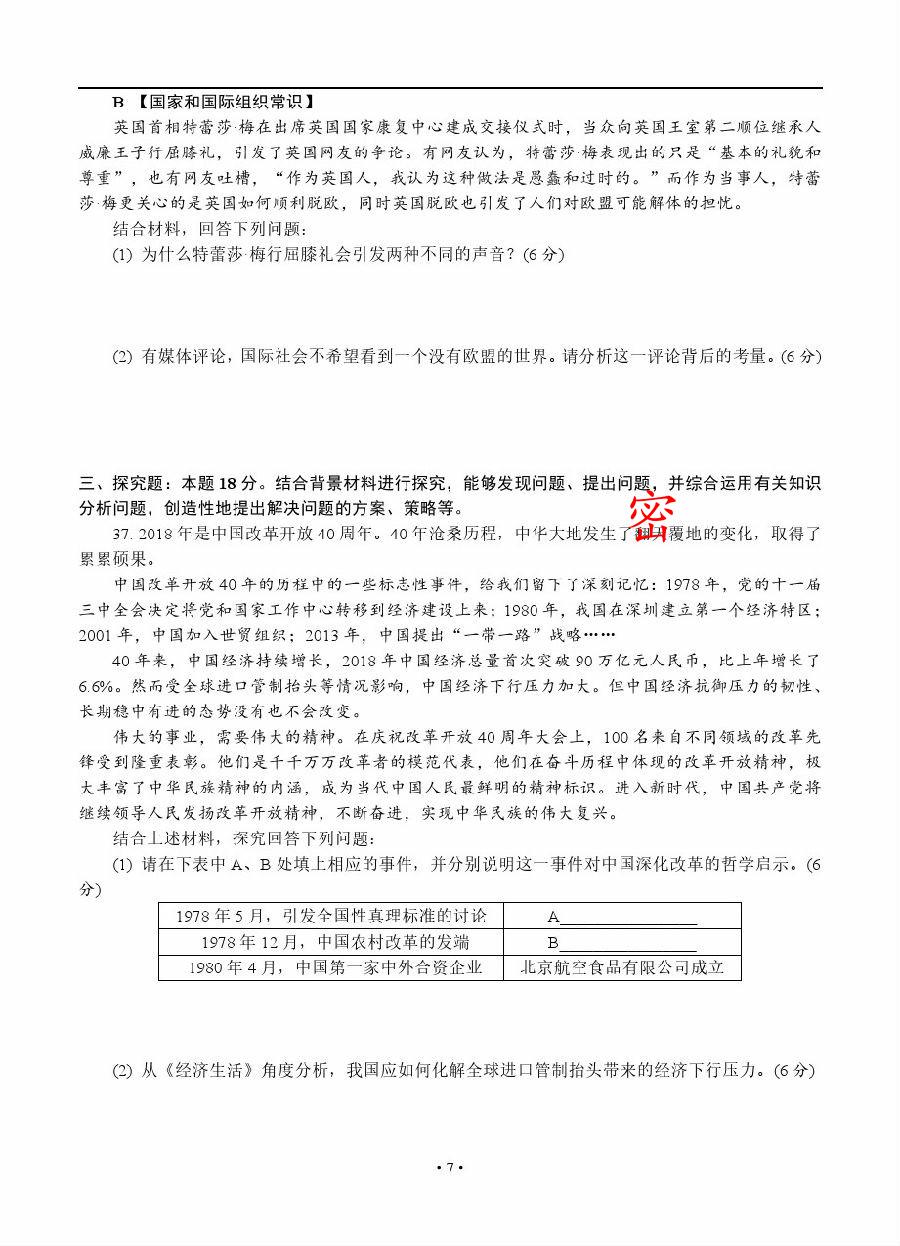 B 【国家和国际组织常识】
英国首相特蕾莎·梅在出席英国国家康复中心建成交接仪式时，当众向英国王室第二顺位继承人
威廉王子行屈膝礼，引发了英国网友的争论。有网友认为，特蕾莎·梅表现出的只是“基本的礼貌和
尊重”，也有网友吐槽，“作为英国人，我认为这种做法是愚蠢和过时的。”而作为当事人，特蕾
莎·梅更关心的是英国如何顺利脱欧，同时英国脱欧也引发了人们对欧盟可能解体的担忧。
结合材料，回答下列问题：
(1) 为什么特蕾莎·梅行屈膝礼会引发两种不同的声音？(6 分)
(2) 有媒体评论，国际社会不希望看到一个没有欧盟的世界。请分析这一评论背后的考量。(6 分)
三、探究题：本题 18 分。结合背景材料进行探究，能够发现问题、提出问题，并综合运用有关知识
分析问题，创造性地提出解决问题的方案、策略等。
密
37. 2018 年是中国改革开放 40 周年。40 年沧桑历程，中华大地发生了翻天覆地的变化，取得了
累累硕果。
中国改革开放 40 年的历程中的一些标志性事件，给我们留下了深刻记忆：1978 年，党的十一届
三中全会决定将党和国家工作中心转移到经济建设上来；1980 年，我国在深圳建立第一个经济特区；
2001 年，中国加入世贸组织；2013 年，中国提出“一带一路”战略……
40 年来，中国经济持续增长，2018 年中国经济总量首次突破 90 万亿元人民币，比上年增长了
6.6%。然而受全球进口管制抬头等情况影响，中国经济下行压力加大。但中国经济抗御压力的韧性、
长期稳中有进的态势没有也不会改变。
伟大的事业，需要伟大的精神。在庆祝改革开放 40 周年大会上，100 名来自不同领域的改革先
锋受到隆重表彰。他们是千千万万改革者的模范代表，他们在奋斗历程中体现的改革开放精神，极
大丰富了中华民族精神的内涵，成为当代中国人民最鲜明的精神标识。进入新时代，中国共产党将
继续领导人民发扬改革开放精神，不断奋进，实现中华民族的伟大复兴。
结合上述材料，探究回答下列问题：
(1) 请在下表中 A、B 处填上相应的事件，并分别说明这一事件对中国深化改革的哲学启示。(6
分)
1978 年 5 月，引发全国性真理标准的讨论 A________________
1978 年 12 月，中国农村改革的发端 B________________
1980 年 4 月，中国第一家中外合资企业 北京航空食品有限公司成立
(2) 从《经济生活》角度分析，我国应如何化解全球进口管制抬头带来的经济下行压力。(6 分)
• 7 •